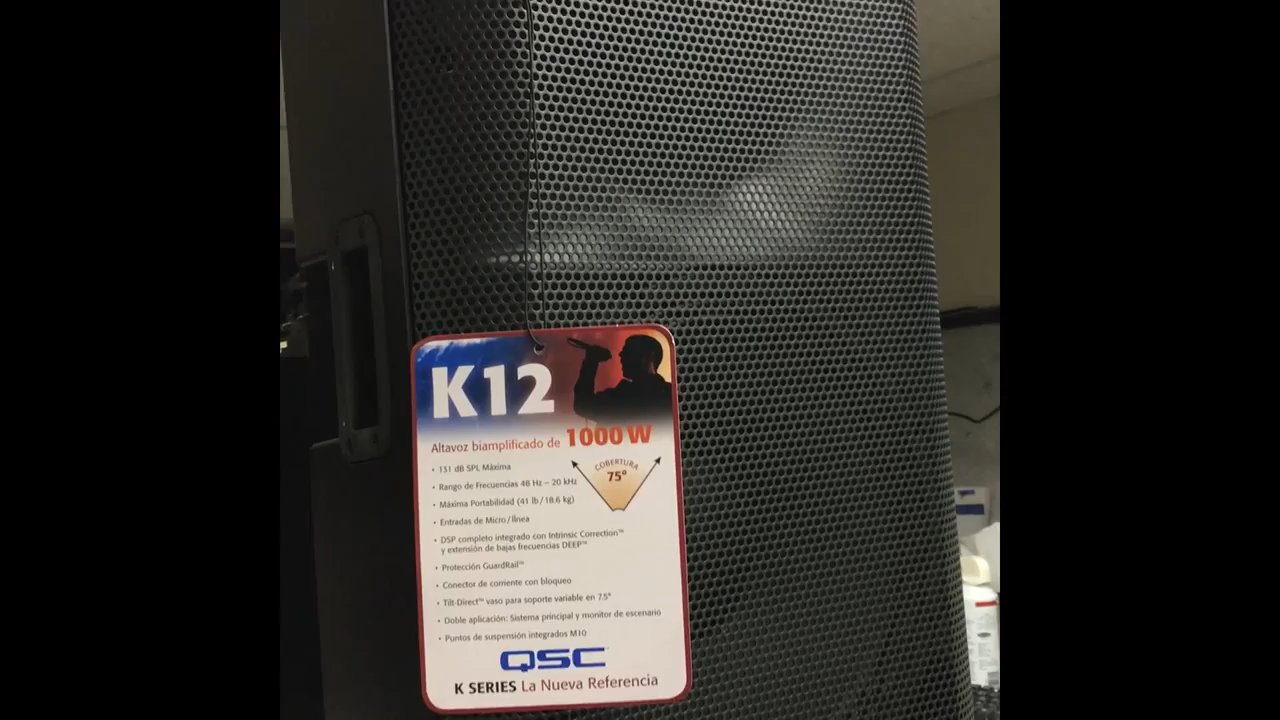 K12
Altavoz biamplificado de 1000 W
• 131 dB SPL Máxima
• Rango de Frecuencias 48 Hz – 20 kHz
• Máxima Portabilidad (41 lb / 18.6 kg)
• Entradas de Micro / línea
• DSP completo integrado con Intrinsic Correction™
y extensión de bajas frecuencias DEEP™
• Protección GuardRail™
• Conector de corriente con bloqueo
• Tilt-Direct™ vaso para soporte variable en 7.5°
• Doble aplicación: Sistema principal y monitor de escenario
• Puntos de suspensión integrados M10
COBERTURA
75°
QSC
K SERIES La Nueva Referencia